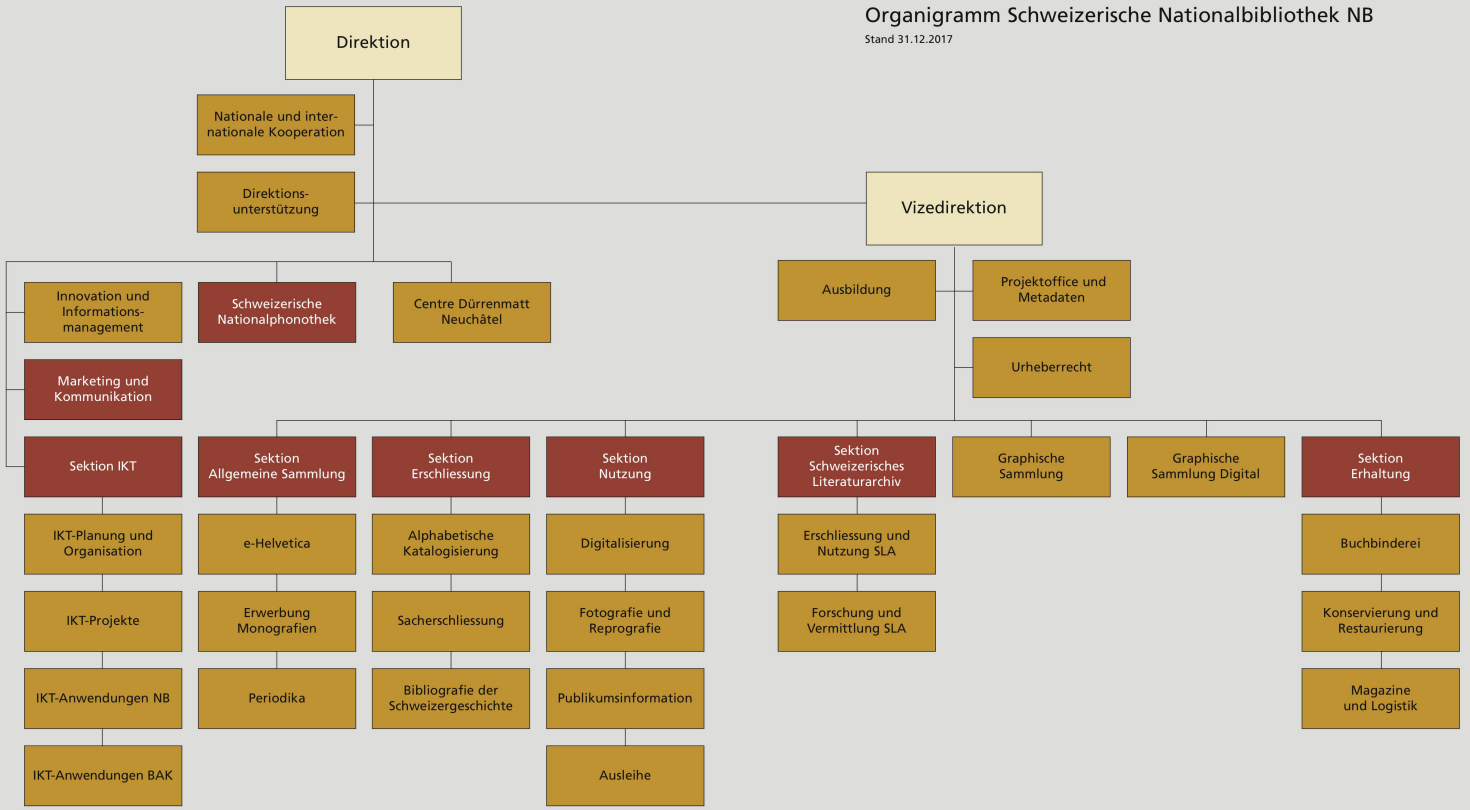 Organigramm Schweizerische Nationalbibliothek NB
Stand 31.12.2017
Direktion
Nationale und inter-
nationale Kooperation
Direktions-
unterstützung
Vizedirektion
Innovation und
Informations-
management
Schweizerische
Nationalphonothek
Centre Dürrenmatt
Neuchâtel
Ausbildung
Projektoffice und
Metadaten
Marketing und
Kommunikation
Urheberrecht
Sektion IKT
IKT-Planung und
Organisation
IKT-Projekte
IKT-Anwendungen NB
IKT-Anwendungen BAK
Sektion
Allgemeine Sammlung
e-Helvetica
Erwerbung
Monografien
Periodika
Sektion
Erschliessung
Alphabetische
Katalogisierung
Sacherschliessung
Bibliografie der
Schweizergeschichte
Sektion
Nutzung
Digitalisierung
Fotografie und
Reprografie
Publikumsinformation
Ausleihe
Sektion
Schweizerisches
Literaturarchiv
Erschliessung und
Nutzung SLA
Forschung und
Vermittlung SLA
Graphische
Sammlung
Graphische
Sammlung Digital
Sektion
Erhaltung
Buchbinderei
Konservierung und
Restaurierung
Magazine
und Logistik